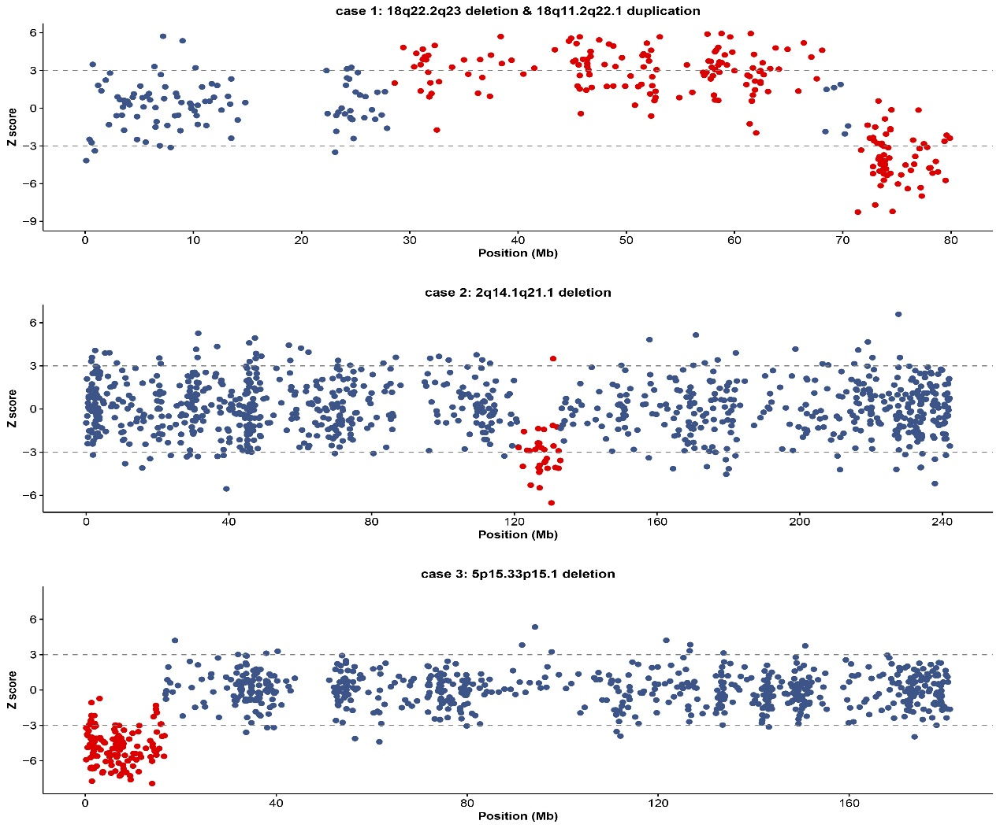 case 1: 18q22.2q23 deletion & 18q11.2q22.1 duplication
6
3
0
−3
−6
−9
Z score
0 10 20 30 40 50 60 70 80
Position (Mb)
case 2: 2q14.1q21.1 deletion
6
3
0
−3
−6
Z score
0 40 80 120 160 200 240
Position (Mb)
case 3: 5p15.33p15.1 deletion
6
3
0
−3
−6
Z score
0 40 80 120 160
Position (Mb)